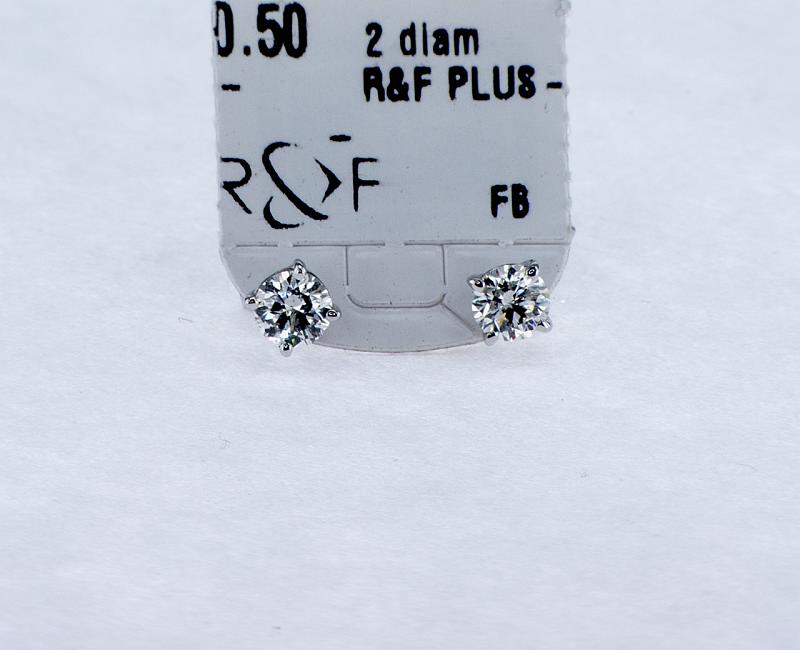 0.50 2 diam
- R&F PLUS -
R&F
FB